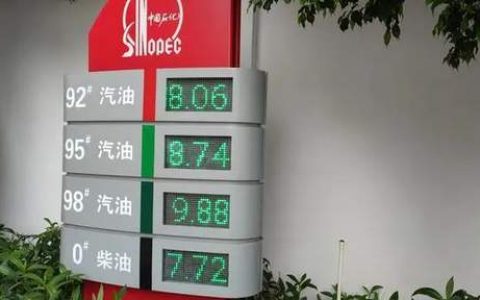 中国石化
SINOPEC
92# 汽油 8.06
95# 汽油 8.74
98# 汽油 9.88
0# 柴油 7.72